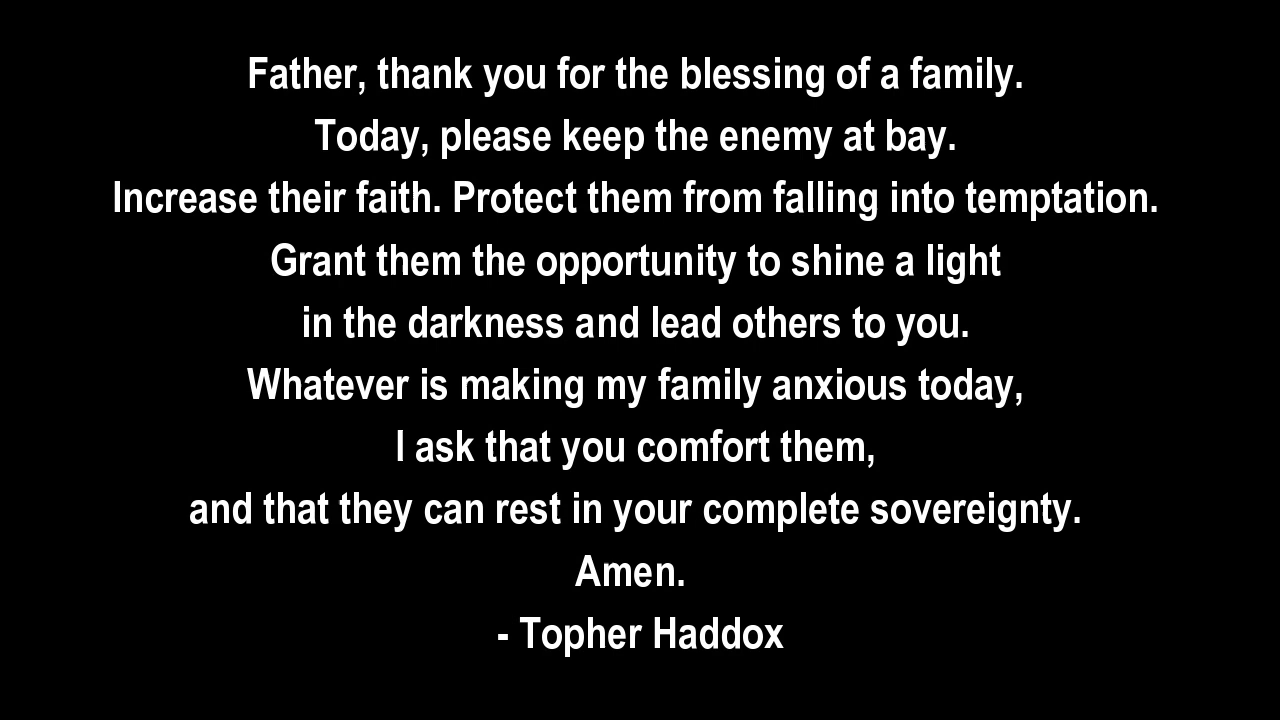 Father, thank you for the blessing of a family.
Today, please keep the enemy at bay.
Increase their faith. Protect them from falling into temptation.
Grant them the opportunity to shine a light
in the darkness and lead others to you.
Whatever is making my family anxious today,
I ask that you comfort them,
and that they can rest in your complete sovereignty.
Amen.
- Topher Haddox